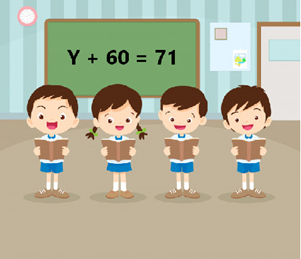 Y + 60 = 71